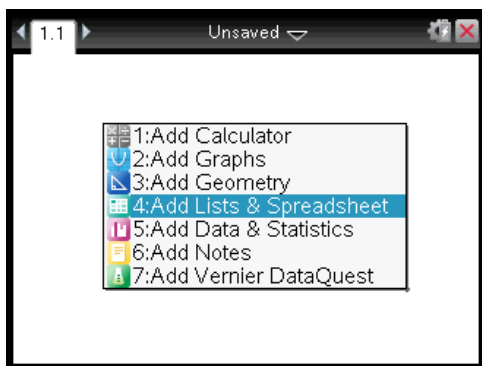 1.1 Unsaved
1:Add Calculator
2:Add Graphs
3:Add Geometry
4:Add Lists & Spreadsheet
5:Add Data & Statistics
6:Add Notes
7:Add Vernier DataQuest